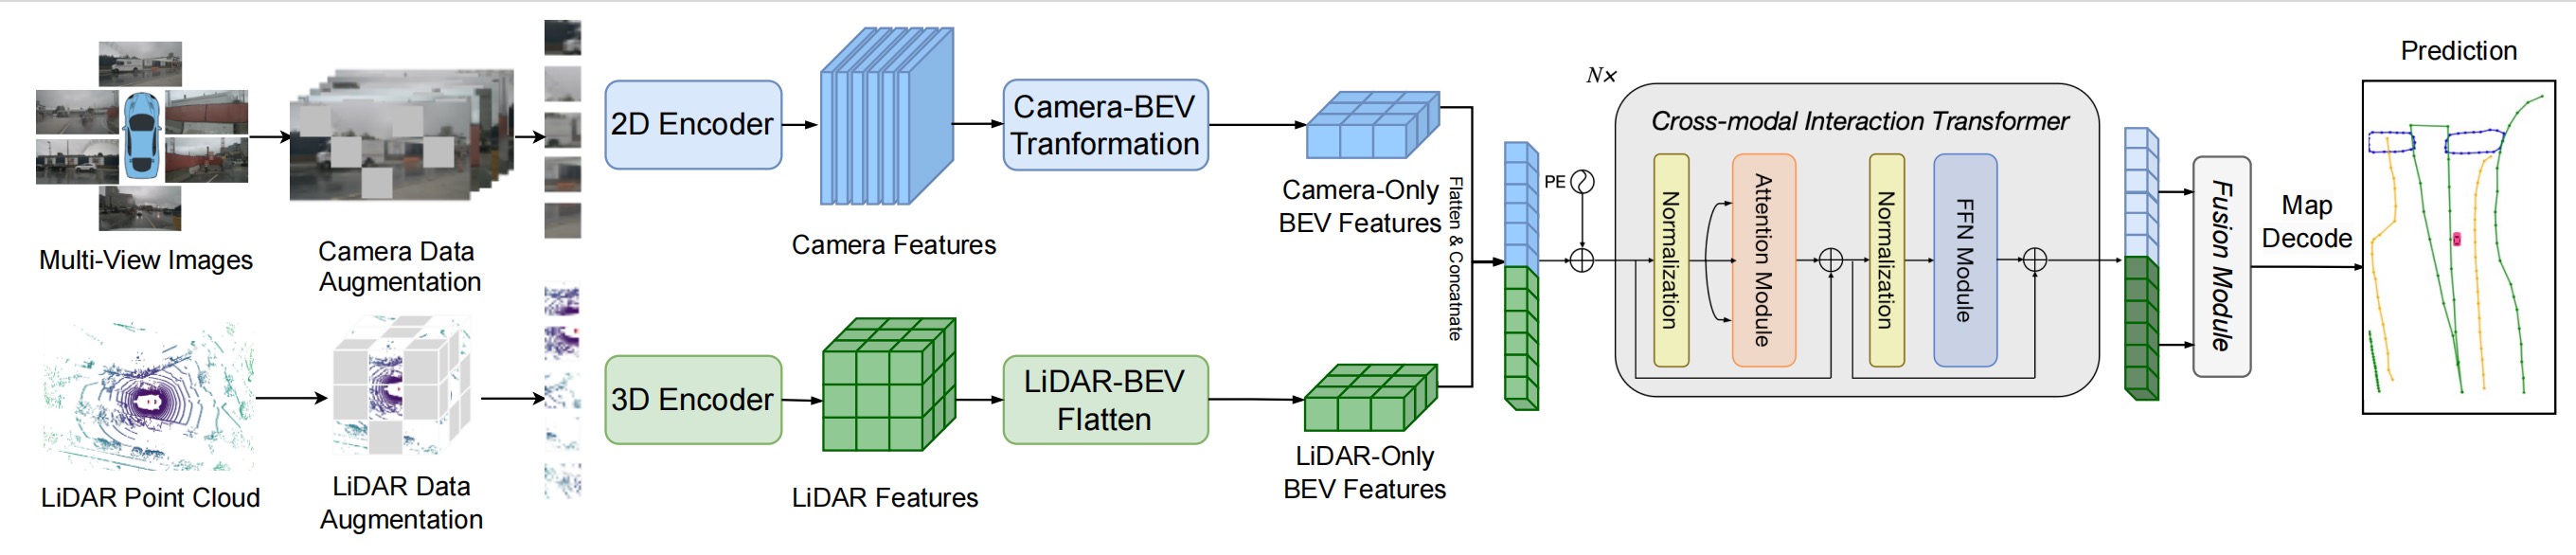 Multi-View Images
Camera Data
Augmentation
2D Encoder
Camera Features
Camera-BEV
Tranformation
Camera-Only
BEV Features
LiDAR Point Cloud
LiDAR Data
Augmentation
3D Encoder
LiDAR Features
LiDAR-BEV
Flatten
LiDAR-Only
BEV Features
Flatten & Concatnate
PE
N×
Cross-modal Interaction Transformer
Normalization
Attention Module
Normalization
FFN Module
Fusion Module
Map
Decode
Prediction